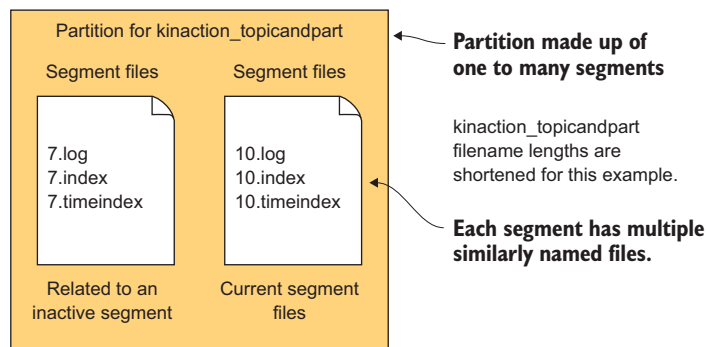 Partition for kinaction_topicandpart
Segment files
7.log
7.index
7.timeindex
Related to an
inactive segment
Segment files
10.log
10.index
10.timeindex
Current segment
files
Partition made up of
one to many segments
kinaction_topicandpart
filename lengths are
shortened for this example.
Each segment has multiple
similarly named files.